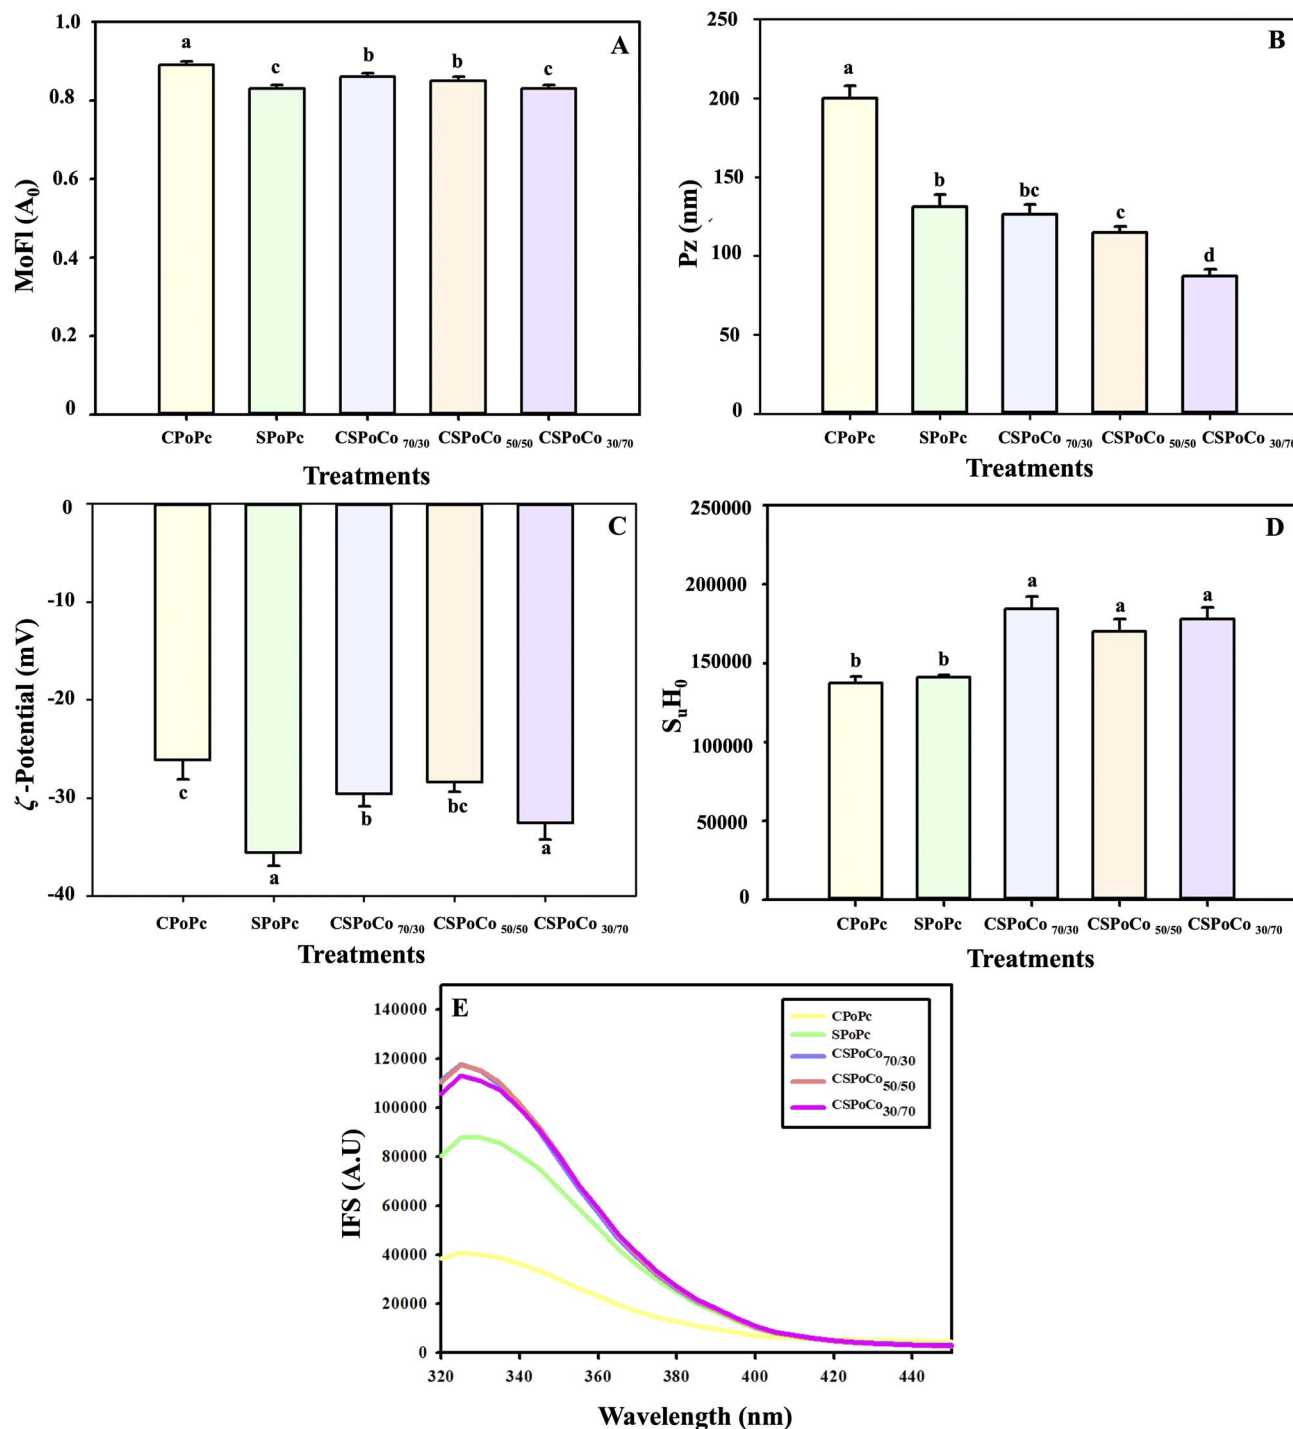 A
MoFl (A0)
1.0
0.8
0.6
0.4
0.2
0
a
c
b
b
c
CPoPc SPoPc CSPoCo 70/30 CSPoCo 50/50 CSPoCo 30/70
Treatments
B
Pz (nm)
250
200
150
100
50
0
a
b
bc
c
d
CPoPc SPoPc CSPoCo 70/30 CSPoCo 50/50 CSPoCo 30/70
Treatments
C
ζ -Potential (mV)
0
-10
-20
-30
-40
c
a
b
bc
a
CPoPc SPoPc CSPoCo 70/30 CSPoCo 50/50 CSPoCo 30/70
Treatments
D
SuH0
250000
200000
150000
100000
50000
0
b
b
a
a
a
CPoPc SPoPc CSPoCo 70/30 CSPoCo 50/50 CSPoCo 30/70
Treatments
E
IFS (A.U)
140000
120000
100000
80000
60000
40000
20000
0
CPoPc
SPoPc
CSPoCo70/30
CSPoCo50/50
CSPoCo30/70
320 340 360 380 400 420 440
Wavelength (nm)